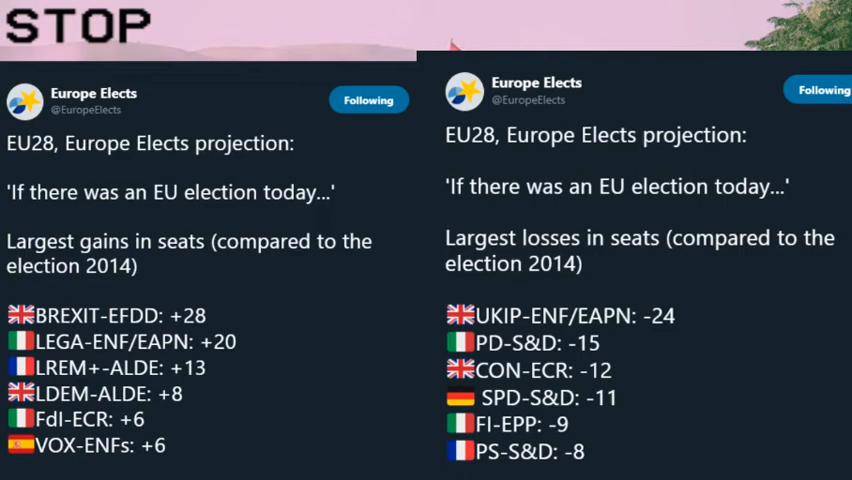 STOP
Europe Elects
@EuropeElects
Following
EU28, Europe Elects projection:
'If there was an EU election today...'
Largest gains in seats (compared to the
election 2014)
BREXIT-EFDD: +28
LEGA-ENF/EAPN: +20
LREM+-ALDE: +13
LDEM-ALDE: +8
FdI-ECR: +6
VOX-ENFs: +6
Europe Elects
@EuropeElects
Following
EU28, Europe Elects projection:
'If there was an EU election today...'
Largest losses in seats (compared to the
election 2014)
UKIP-ENF/EAPN: -24
PD-S&D: -15
CON-ECR: -12
SPD-S&D: -11
FI-EPP: -9
PS-S&D: -8